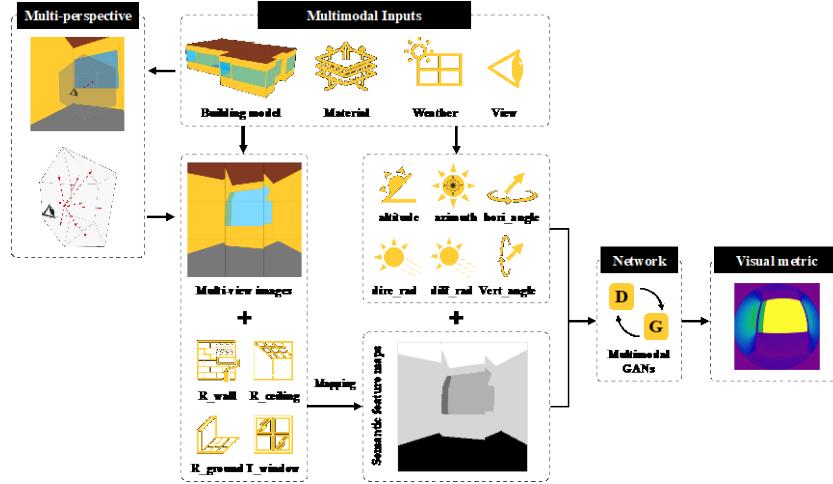 Multi-perspective
Multimodal Inputs
Building model
Material
Weather
View
altitude
azimuth
hori_angle
dire_rad
diff_rad
Vert_angle
Multi-view images
+
+
R_wall
R_ceiling
R_ground
T_window
Mapping
Semantic feature maps
Network
D
G
Multimodal
GANs
Visual metric